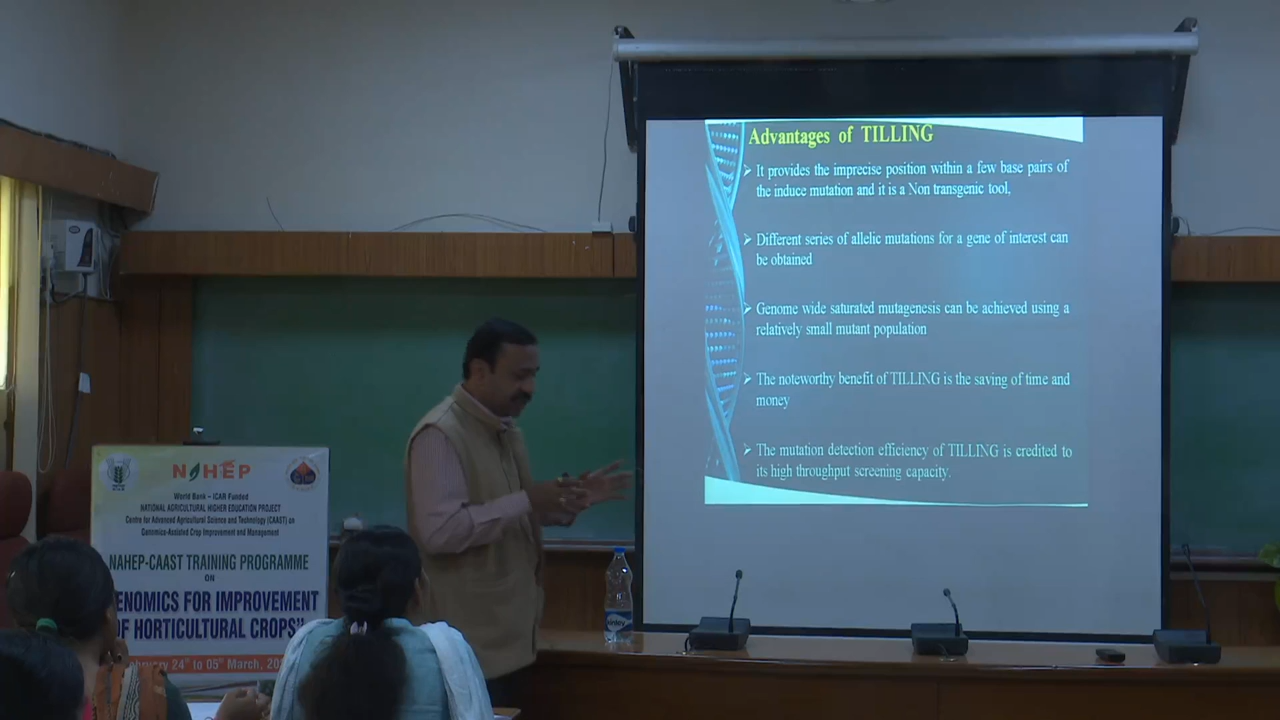 Advantages of TILLING
It provides the imprecise position within a few base pairs of
the induce mutation and it is a Non transgenic tool,
Different series of allelic mutations for a gene of interest can
be obtained
Genome wide saturated mutagenesis can be achieved using a
relatively small mutant population
The noteworthy benefit of TILLING is the saving of time and
money
The mutation detection efficiency of TILLING is credited to
its high throughput screening capacity.
NAHEP
World Bank – ICAR Funded
NATIONAL AGRICULTURAL HIGHER EDUCATION PROJECT
Centre for Advanced Agricultural Science and Technology (CAAST) on
Genomics-Assisted Crop Improvement and Management
NAHEP-CAAST TRAINING PROGRAMME
ON
ENOMICS FOR IMPROVEMENT
OF HORTICULTURAL CROPS"
bruary 24th to 05th March, 20